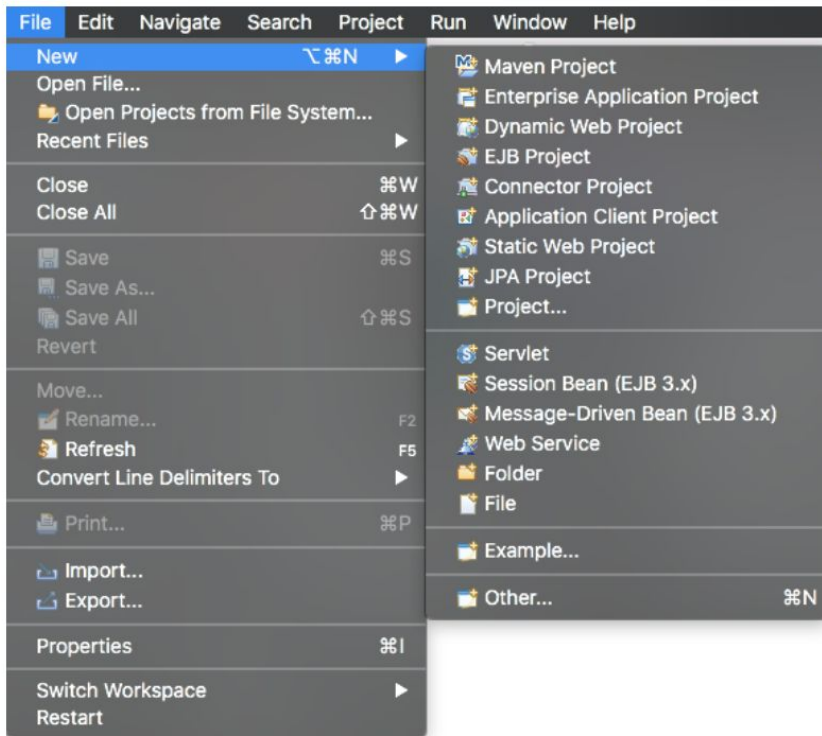 File Edit Navigate Search Project Run Window Help
New ⌥⌘N ▶
Open File...
Open Projects from File System...
Recent Files ▶
Close ⌘W
Close All ⇧⌘W
Save ⌘S
Save As...
Save All ⇧⌘S
Revert
Move...
Rename... F2
Refresh F5
Convert Line Delimiters To ▶
Print... ⌘P
Import...
Export...
Properties ⌘I
Switch Workspace ▶
Restart
Maven Project
Enterprise Application Project
Dynamic Web Project
EJB Project
Connector Project
Application Client Project
Static Web Project
JPA Project
Project...
Servlet
Session Bean (EJB 3.x)
Message-Driven Bean (EJB 3.x)
Web Service
Folder
File
Example...
Other... ⌘N